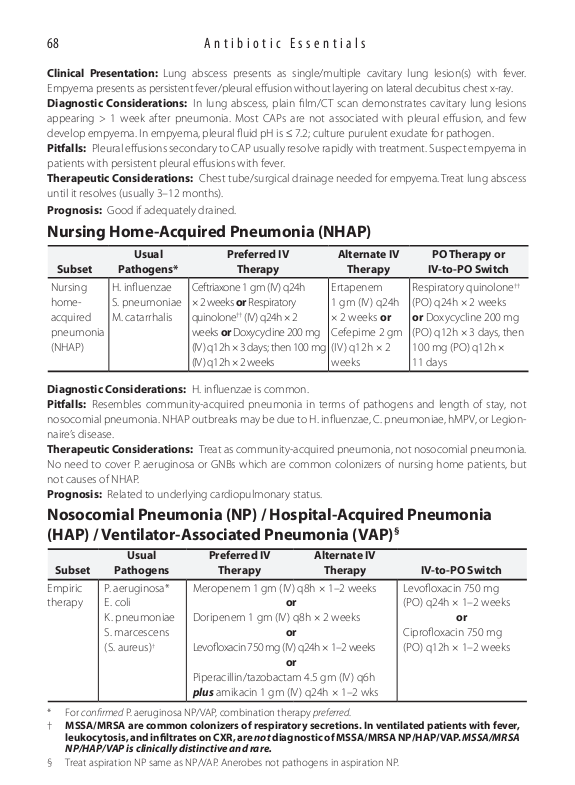 68
Antibiotic Essentials
Clinical Presentation: Lung abscess presents as single/multiple cavitary lung lesion(s) with fever.
Empyema presents as persistent fever/pleural effusion without layering on lateral decubitus chest x-ray.
Diagnostic Considerations: In lung abscess, plain film/CT scan demonstrates cavitary lung lesions
appearing > 1 week after pneumonia. Most CAPs are not associated with pleural effusion, and few
develop empyema. In empyema, pleural fluid pH is ≤ 7.2; culture purulent exudate for pathogen.
Pitfalls: Pleural effusions secondary to CAP usually resolve rapidly with treatment. Suspect empyema in
patients with persistent pleural effusions with fever.
Therapeutic Considerations: Chest tube/surgical drainage needed for empyema. Treat lung abscess
until it resolves (usually 3–12 months).
Prognosis: Good if adequately drained.
Nursing Home-Acquired Pneumonia (NHAP)
Subset
Usual
Pathogens*
Preferred IV
Therapy
Alternate IV
Therapy
PO Therapy or
IV-to-PO Switch
Nursing
home-
acquired
pneumonia
(NHAP)
H. influenzae
S. pneumoniae
M. catarrhalis
Ceftriaxone 1 gm (IV) q24h
× 2 weeks or Respiratory
quinolone†† (IV) q24h × 2
weeks or Doxycycline 200 mg
(IV) q12h × 3 days; then 100 mg
(IV) q12h × 2 weeks
Ertapenem
1 gm (IV) q24h
× 2 weeks or
Cefepime 2 gm
(IV) q12h × 2
weeks
Respiratory quinolone††
(PO) q24h × 2 weeks
or Doxycycline 200 mg
(PO) q12h × 3 days, then
100 mg (PO) q12h ×
11 days
Diagnostic Considerations: H. influenzae is common.
Pitfalls: Resembles community-acquired pneumonia in terms of pathogens and length of stay, not
nosocomial pneumonia. NHAP outbreaks may be due to H. influenzae, C. pneumoniae, hMPV, or Legion-
naire's disease.
Therapeutic Considerations: Treat as community-acquired pneumonia, not nosocomial pneumonia.
No need to cover P. aeruginosa or GNBs which are common colonizers of nursing home patients, but
not causes of NHAP.
Prognosis: Related to underlying cardiopulmonary status.
Nosocomial Pneumonia (NP) / Hospital-Acquired Pneumonia
(HAP) / Ventilator-Associated Pneumonia (VAP)§
Subset
Usual
Pathogens
Preferred IV
Therapy
Alternate IV
Therapy
IV-to-PO Switch
Empiric
therapy
P. aeruginosa*
E. coli
K. pneumoniae
S. marcescens
(S. aureus)†
Meropenem 1 gm (IV) q8h × 1–2 weeks
or
Doripenem 1 gm (IV) q8h × 2 weeks
or
Levofloxacin 750 mg (IV) q24h × 1–2 weeks
or
Piperacillin/tazobactam 4.5 gm (IV) q6h
plus amikacin 1 gm (IV) q24h × 1–2 wks
Levofloxacin 750 mg
(PO) q24h × 1–2 weeks
or
Ciprofloxacin 750 mg
(PO) q12h × 1–2 weeks
* For confirmed P. aeruginosa NP/VAP, combination therapy preferred.
† MSSA/MRSA are common colonizers of respiratory secretions. In ventilated patients with fever,
leukocytosis, and infiltrates on CXR, are not diagnostic of MSSA/MRSA NP/HAP/VAP. MSSA/MRSA
NP/HAP/VAP is clinically distinctive and rare.
§ Treat aspiration NP same as NP/VAP. Anerobes not pathogens in aspiration NP.